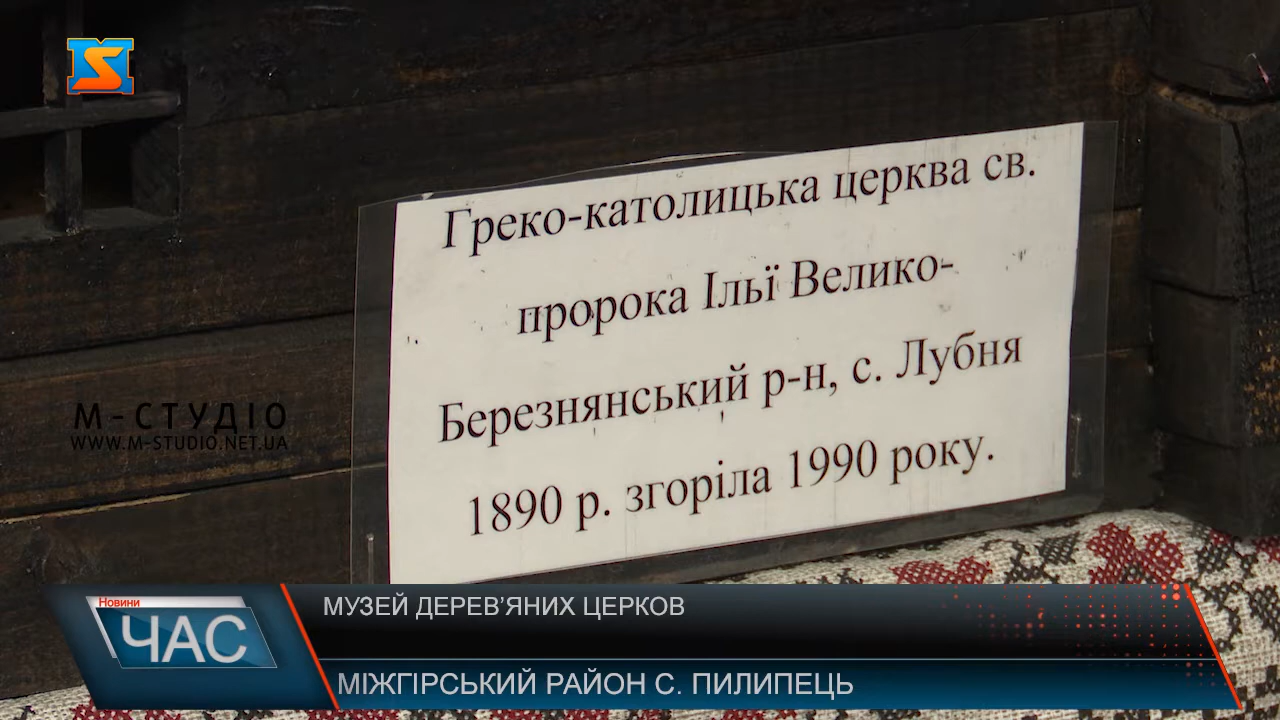 Греко-католицька церква св.
пророка Ільї Велико-
Березнянський р-н, с. Лубня
1890 р. згоріла 1990 року.
М-СТУДІО
WWW.M-STUDIO.NET.UA
Новини
ЧАС
МУЗЕЙ ДЕРЕВ’ЯНИХ ЦЕРКОВ
МІЖГІРСЬКИЙ РАЙОН С. ПИЛИПЕЦЬ